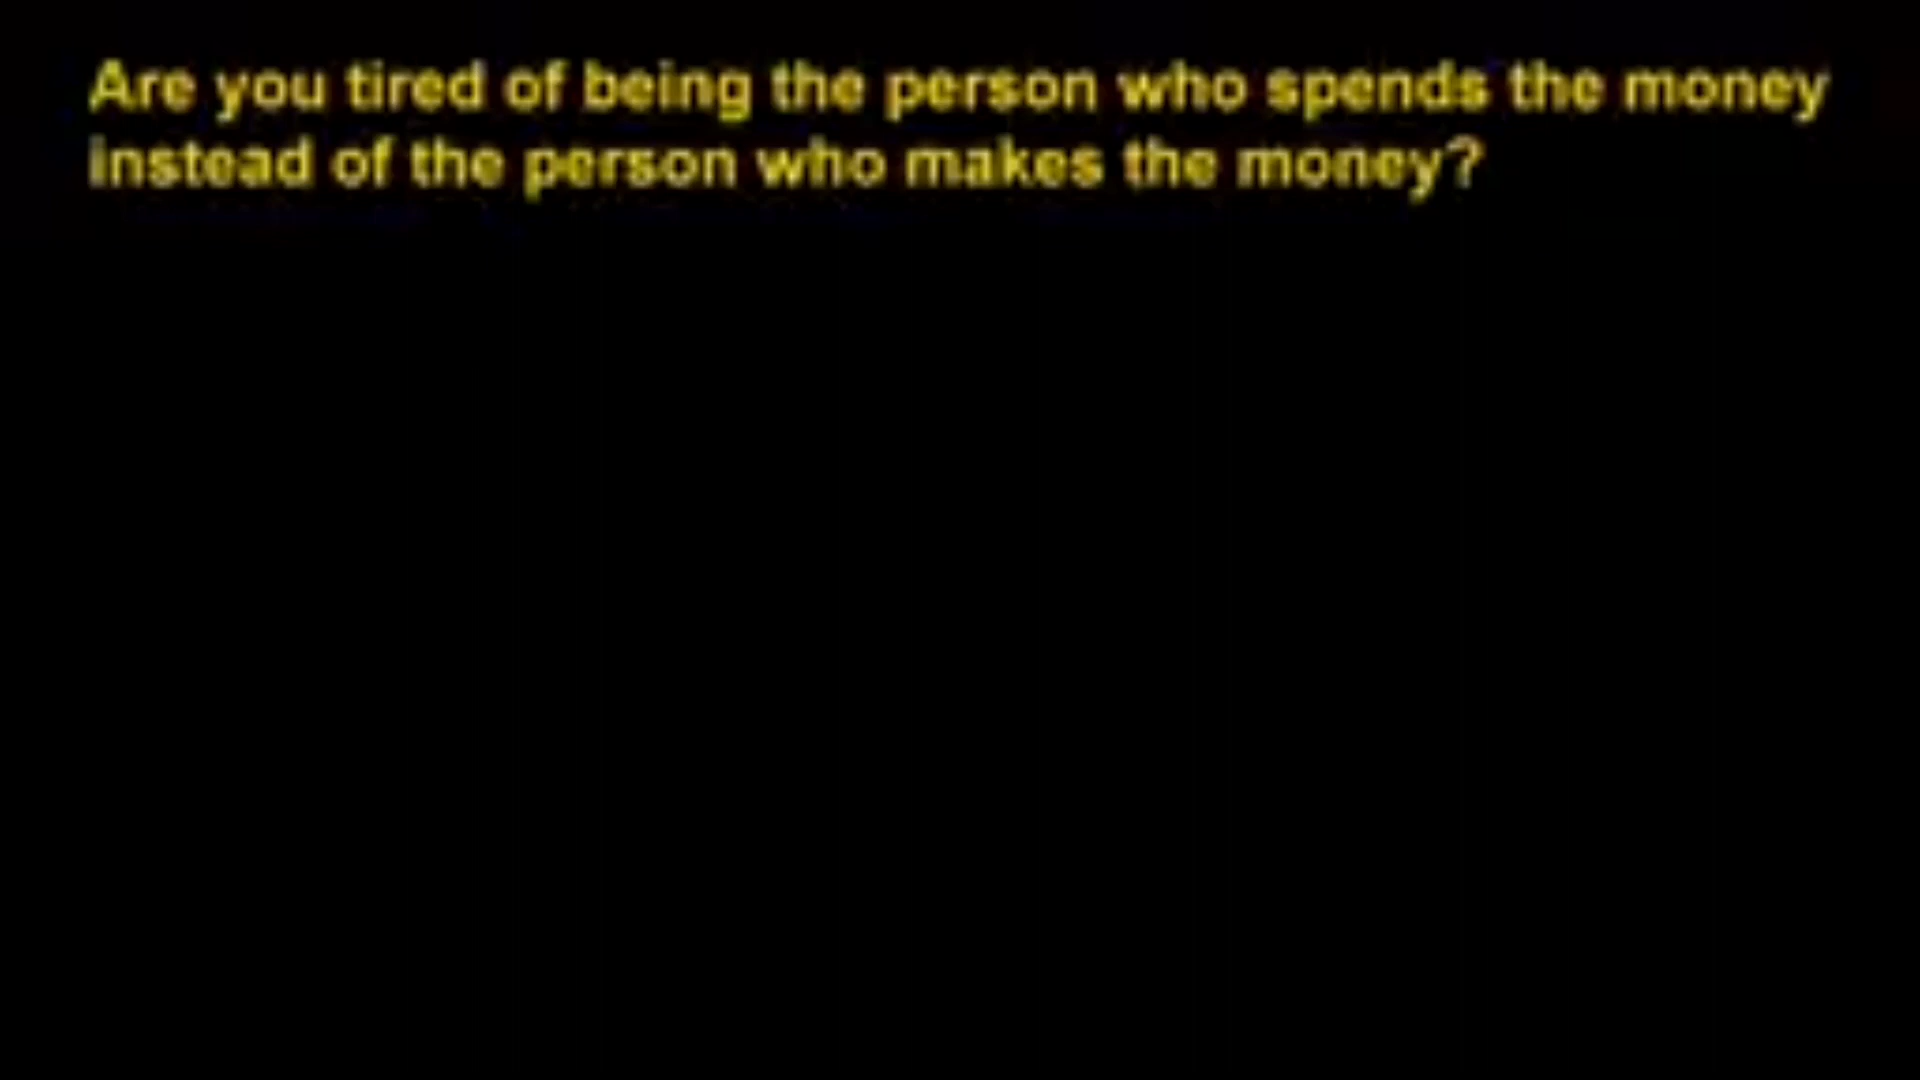 Are you tired of being the person who spends the money
instead of the person who makes the money?